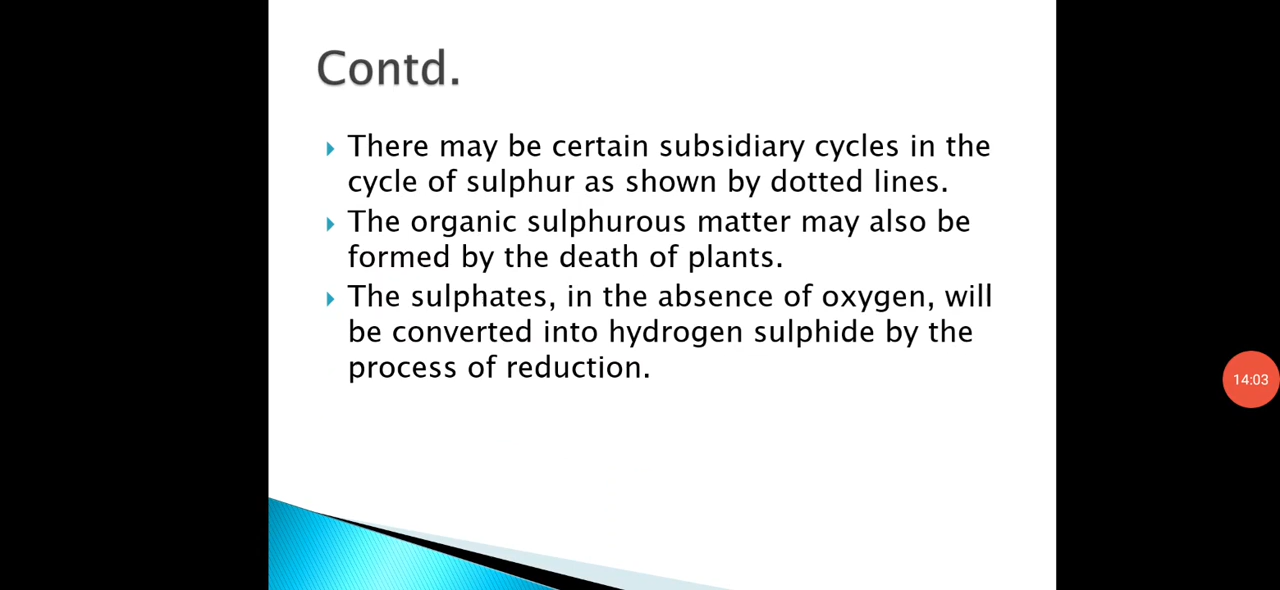 Contd.
There may be certain subsidiary cycles in the
cycle of sulphur as shown by dotted lines.
The organic sulphurous matter may also be
formed by the death of plants.
The sulphates, in the absence of oxygen, will
be converted into hydrogen sulphide by the
process of reduction.
14:03